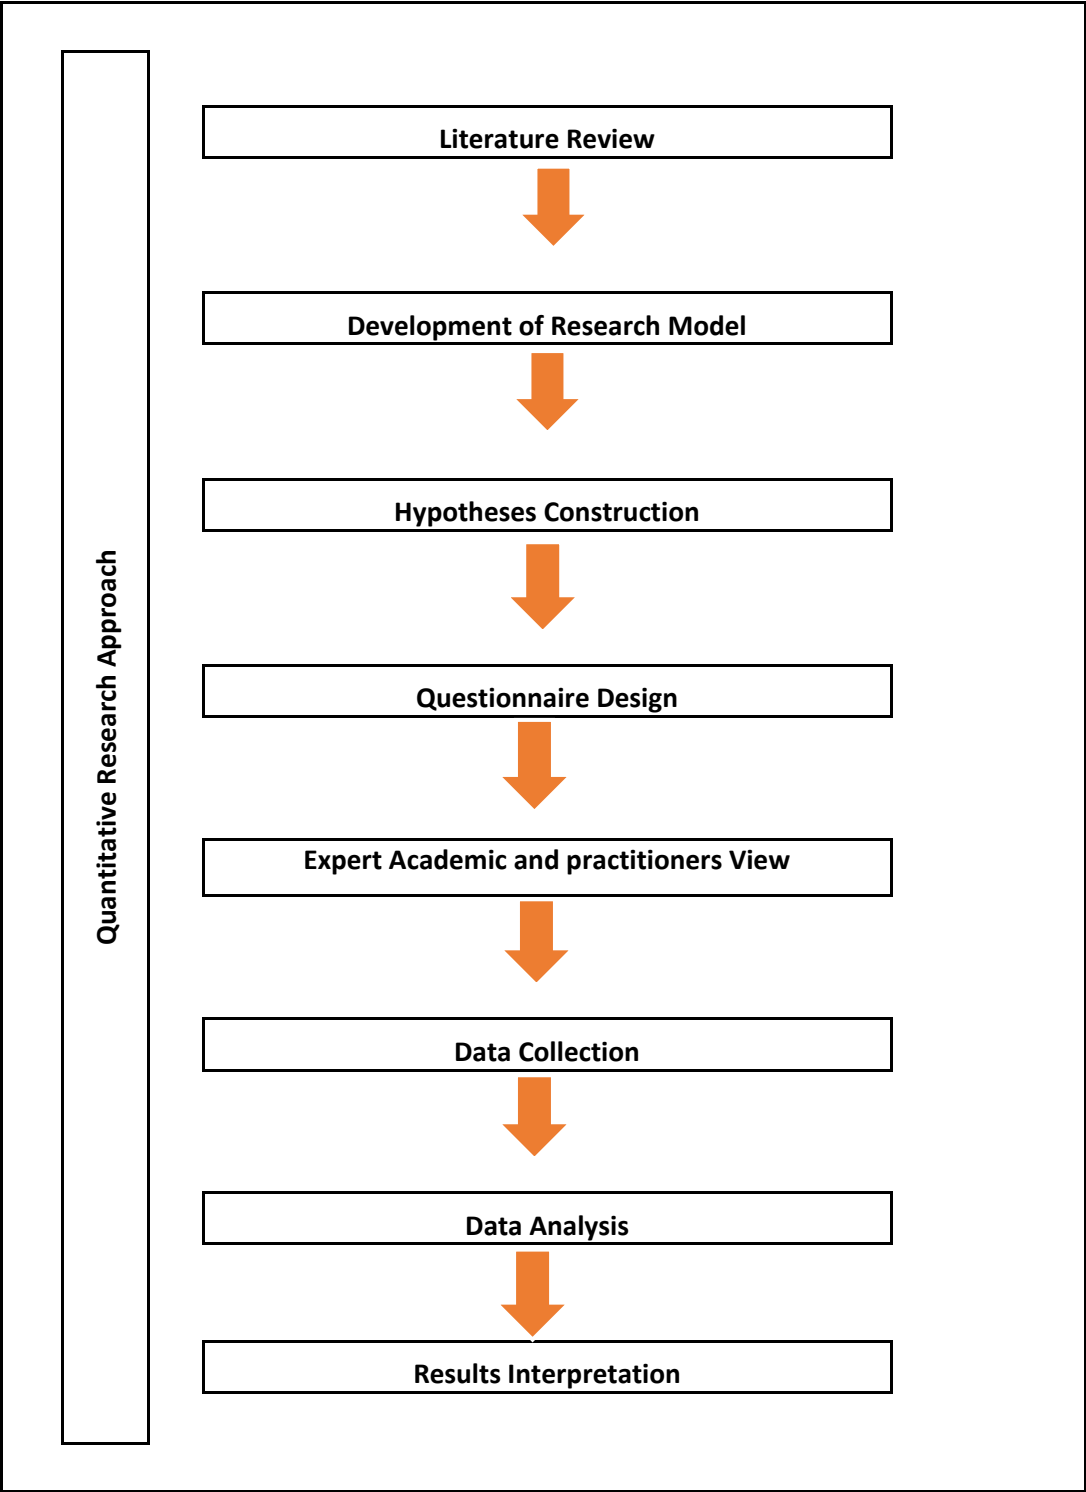 Quantitative Research Approach
Literature Review
Development of Research Model
Hypotheses Construction
Questionnaire Design
Expert Academic and practitioners View
Data Collection
Data Analysis
Results Interpretation